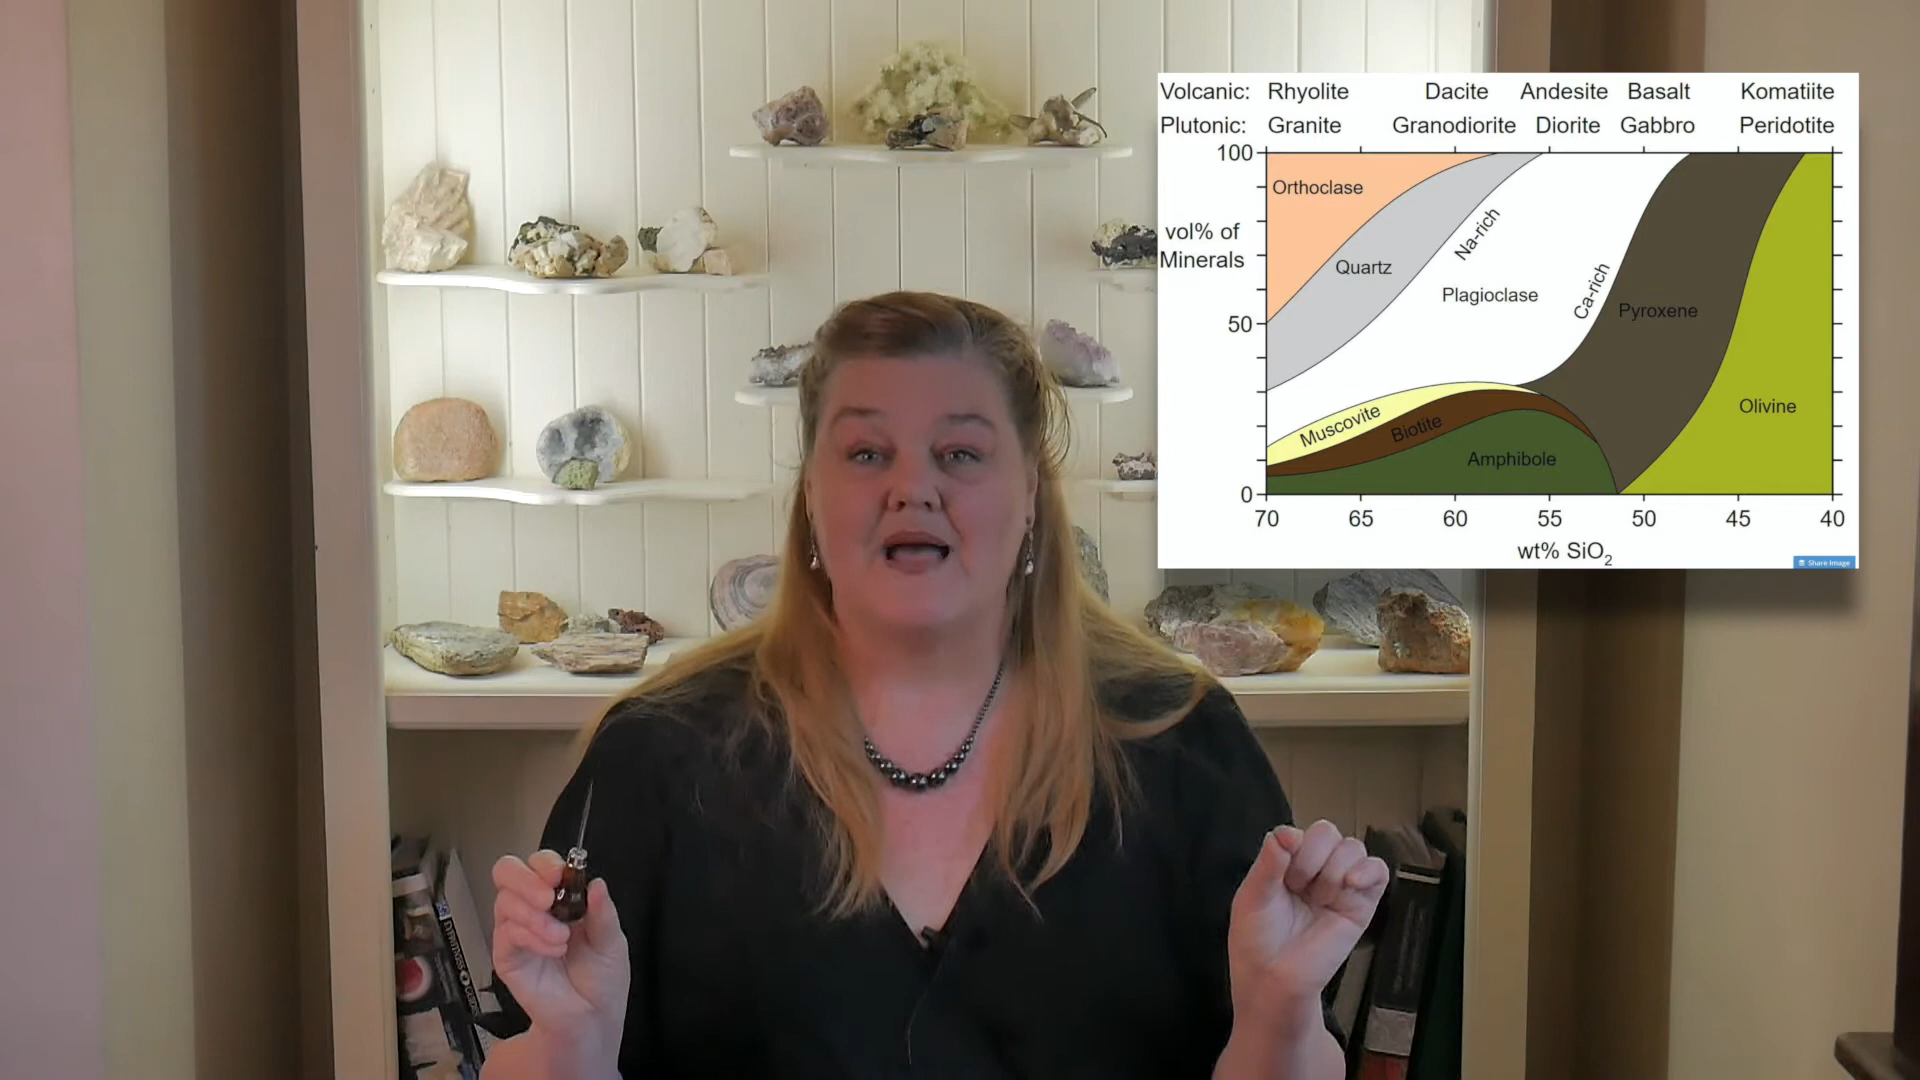 Volcanic: Rhyolite Dacite Andesite Basalt Komatiite
Plutonic: Granite Granodiorite Diorite Gabbro Peridotite
100
Orthoclase
vol% of
Minerals
Quartz
Na-rich
Plagioclase
Ca-rich
Pyroxene
50
Muscovite
Biotite
Amphibole
Olivine
0
70 65 60 55 50 45 40
wt% SiO₂
Share Image